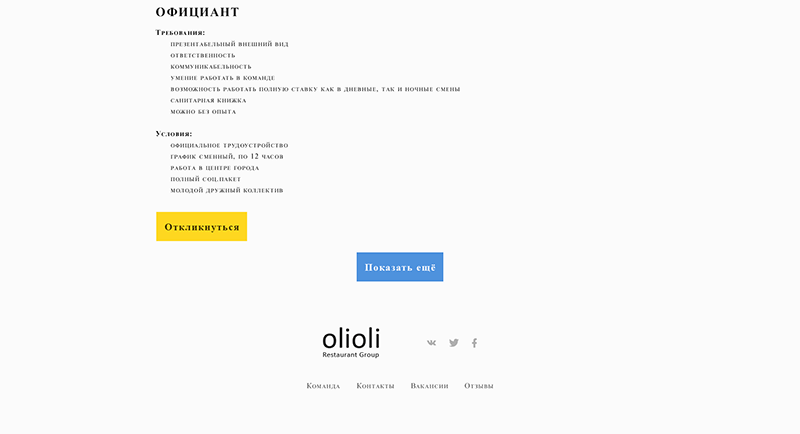 ОФИЦИАНТ
Требования:
презентабельный внешний вид
ответственность
коммуникабельность
умение работать в команде
возможность работать полную ставку как в дневные, так и ночные смены
санитарная книжка
можно без опыта
Условия:
официальное трудоустройство
график сменный, по 12 часов
работа в центре города
полный соц.пакет
молодой дружный коллектив
Откликнуться
Показать ещё
olioli
Restaurant Group
Команда Контакты Вакансии Отзывы